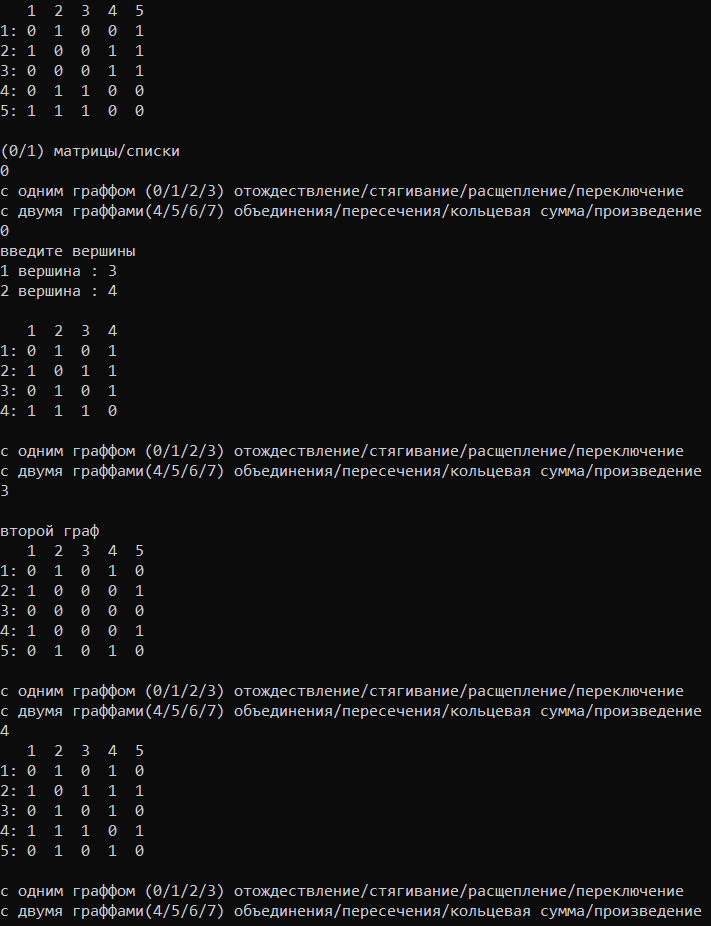 1 2 3 4 5
1: 0 1 0 0 1
2: 1 0 0 1 1
3: 0 0 0 1 1
4: 0 1 1 0 0
5: 1 1 1 0 0
(0/1) матрицы/списки
0
с одним граффом (0/1/2/3) отождествление/стягивание/расщепление/переключение
с двумя граффами(4/5/6/7) объединения/пересечения/кольцевая сумма/произведение
0
введите вершины
1 вершина : 3
2 вершина : 4
1 2 3 4
1: 0 1 0 1
2: 1 0 1 1
3: 0 1 0 1
4: 1 1 1 0
с одним граффом (0/1/2/3) отождествление/стягивание/расщепление/переключение
с двумя граффами(4/5/6/7) объединения/пересечения/кольцевая сумма/произведение
3
второй граф
1 2 3 4 5
1: 0 1 0 1 0
2: 1 0 0 0 1
3: 0 0 0 0 0
4: 1 0 0 0 1
5: 0 1 0 1 0
с одним граффом (0/1/2/3) отождествление/стягивание/расщепление/переключение
с двумя граффами(4/5/6/7) объединения/пересечения/кольцевая сумма/произведение
4
1 2 3 4 5
1: 0 1 0 1 0
2: 1 0 1 1 1
3: 0 1 0 1 0
4: 1 1 1 0 1
5: 0 1 0 1 0
с одним граффом (0/1/2/3) отождествление/стягивание/расщепление/переключение
с двумя граффами(4/5/6/7) объединения/пересечения/кольцевая сумма/произведение